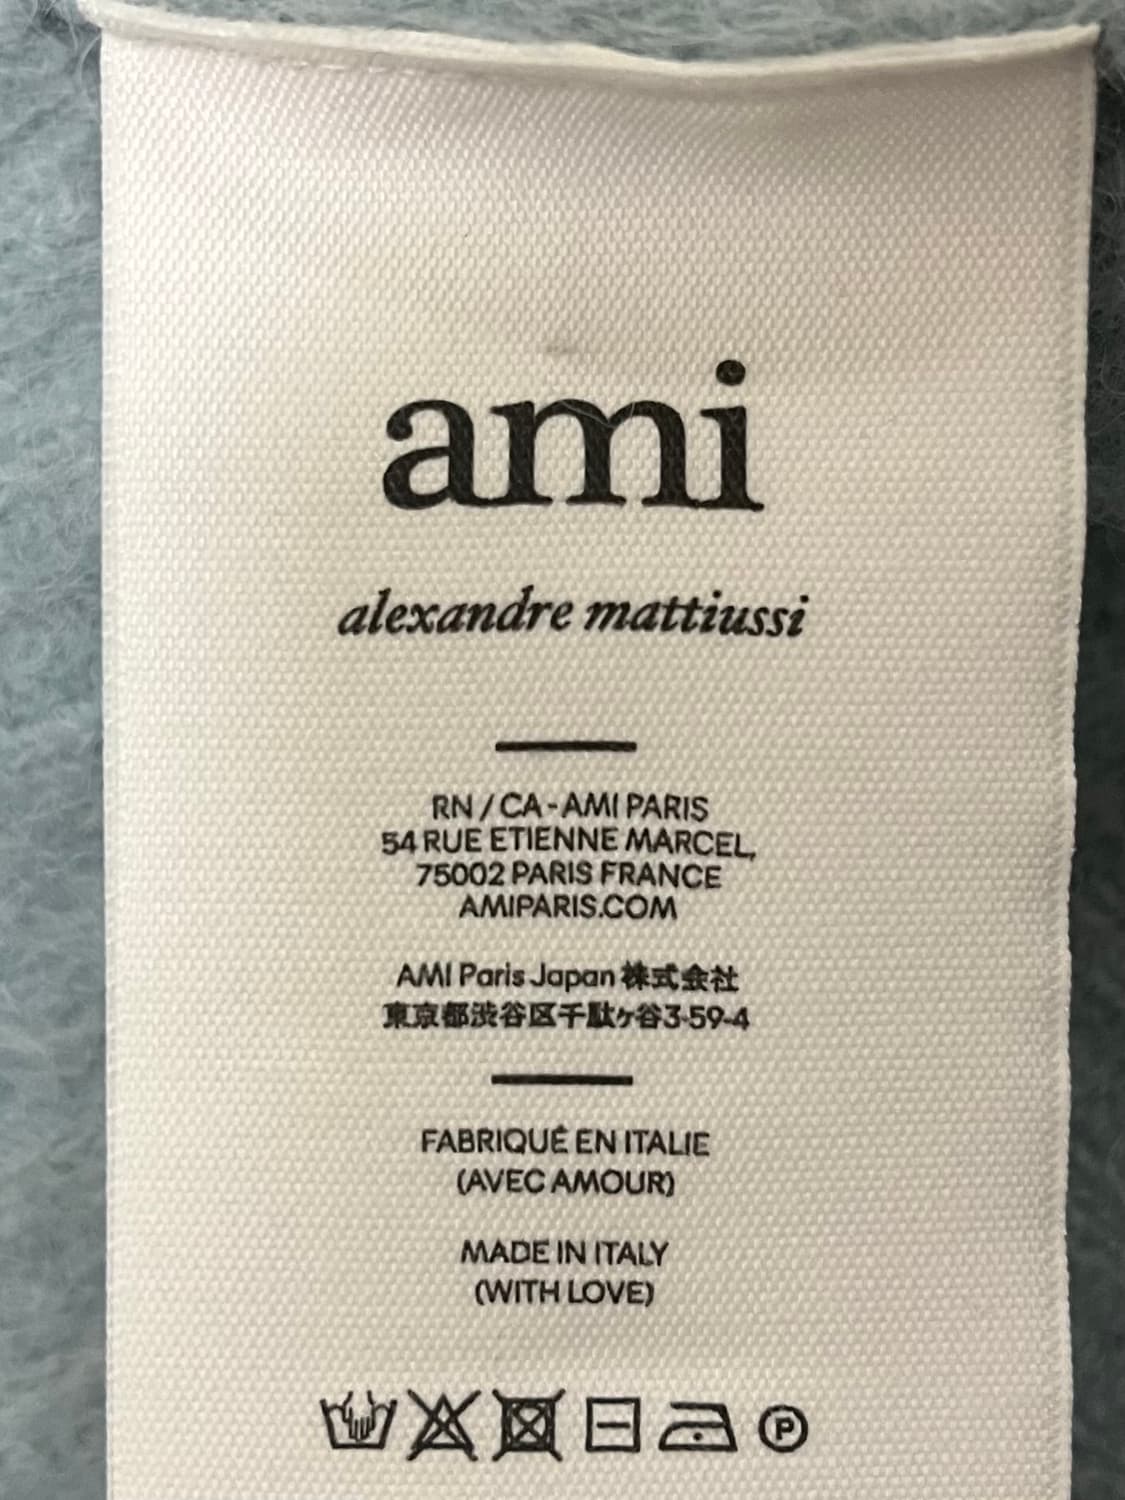 ami
alexandre mattiussi
RN / CA - AMI PARIS
54 RUE ETIENNE MARCEL,
75002 PARIS FRANCE
AMIPARIS.COM
AMI Paris Japan 株式会社
東京都渋谷区千駄ヶ谷3-59-4
FABRIQUÉ EN ITALIE
(AVEC AMOUR)
MADE IN ITALY
(WITH LOVE)
P